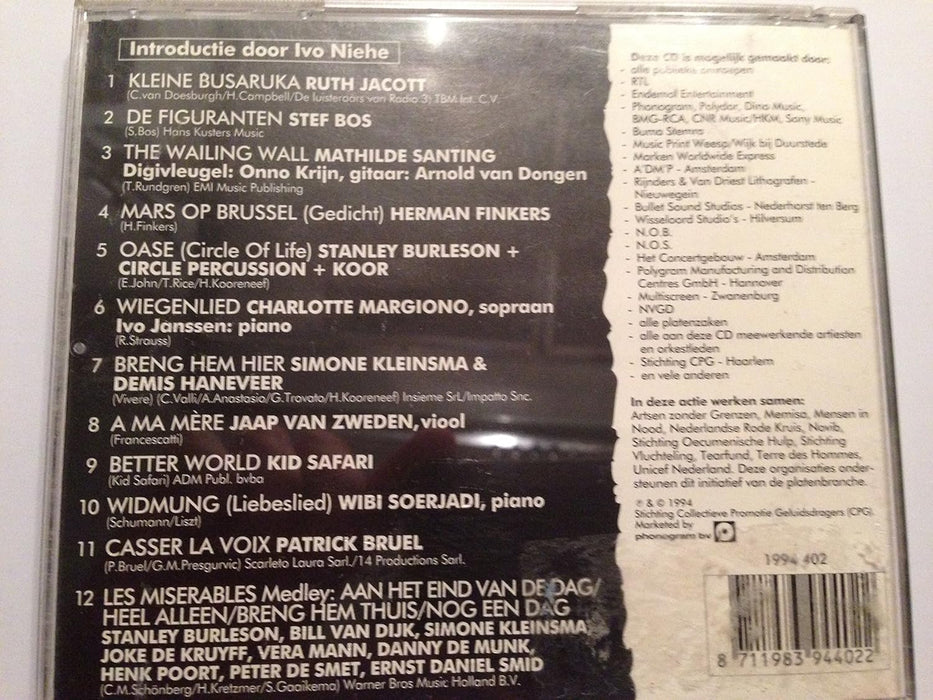 Introductie door Ivo Niehe
1 KLEINE BUSARUKA RUTH JACOTT
(C.van Doesburgh/H.Campbell/De luisteraars van Radio 3) TBM Int. C.V.
2 DE FIGURANTEN STEF BOS
(S.Bos) Hans Kusters Music
3 THE WAILING WALL MATHILDE SANTING
Digivleugel: Onno Krijn, gitaar: Arnold van Dongen
(T.Rundgren) EMI Music Publishing
4 MARS OP BRUSSEL (Gedicht) HERMAN FINKERS
(H.Finkers)
5 OASE (Circle Of Life) STANLEY BURLESON +
CIRCLE PERCUSSION + KOOR
(E.John/T.Rice/H.Kooreneef)
6 WIEGENLIED CHARLOTTE MARGIONO, sopraan
Ivo Janssen: piano
(R.Strauss)
7 BRENG HEM HIER SIMONE KLEINSMA &
DEMIS HANEVEER
(Vivere) (C.Valli/A.Anastasio/G.Trovato/H.Kooreneef) Insieme SrL/Impatto Snc.
8 A MA MÈRE JAAP VAN ZWEDEN, viool
(Francescatti)
9 BETTER WORLD KID SAFARI
(Kid Safari) ADM Publ. bvba
10 WIDMUNG (Liebeslied) WIBI SOERJADI, piano
(Schumann/Liszt)
11 CASSER LA VOIX PATRICK BRUEL
(P.Bruel/G.M.Presgurvic) Scarleto Laura Sarl./14 Productions Sarl.
12 LES MISERABLES Medley: AAN HET EIND VAN DE DAG/
HEEL ALLEEN/BRENG HEM THUIS/NOG EEN DAG
STANLEY BURLESON, BILL VAN DIJK, SIMONE KLEINSMA,
JOKE DE KRUYFF, VERA MANN, DANNY DE MUNK,
HENK POORT, PETER DE SMET, ERNST DANIEL SMID
(C.M.Schönberg/H.Kretzmer/S.Gaaikema) Warner Bros Music Holland B.V.
Deze CD is mogelijk gemaakt door:
- alle publieke omroepen
- RTL
- Endemol Entertainment
- Phonogram, Polydor, Dino Music,
BMG-RCA, CNR Music/HKM, Sony Music
- Buma Stemra
- Music Print Weesp/Wijk bij Duurstede
- Marken Worldwide Express
- A'DM'P - Amsterdam
- Rijnders & Van Driest Lithografen -
Nieuwegein
- Bullet Sound Studios - Nederhorst ten Berg
- Wisseloord Studio's - Hilversum
- N.O.B.
- N.O.S.
- Het Concertgebouw - Amsterdam
- Polygram Manufacturing and Distribution
Centres GmbH - Hannover
- Multiscreen - Zwanenburg
- NVGD
- alle platenzaken
- alle aan deze CD meewerkende artiesten
en orkestleden
- Stichting CPG - Haarlem
- en vele anderen
In deze actie werken samen:
Artsen zonder Grenzen, Memisa, Mensen in
Nood, Nederlandse Rode Kruis, Novib,
Stichting Oecumenische Hulp, Stichting
Vluchteling, Tearfund, Terre des Hommes,
Unicef Nederland. Deze organisaties onder-
steunen dit initiatief van de platenbranche.
℗ & © 1994
Stichting Collectieve Promotie Geluidsdragers (CPG).
Marketed by
phonogram bv
1994 402
8 711983 944022